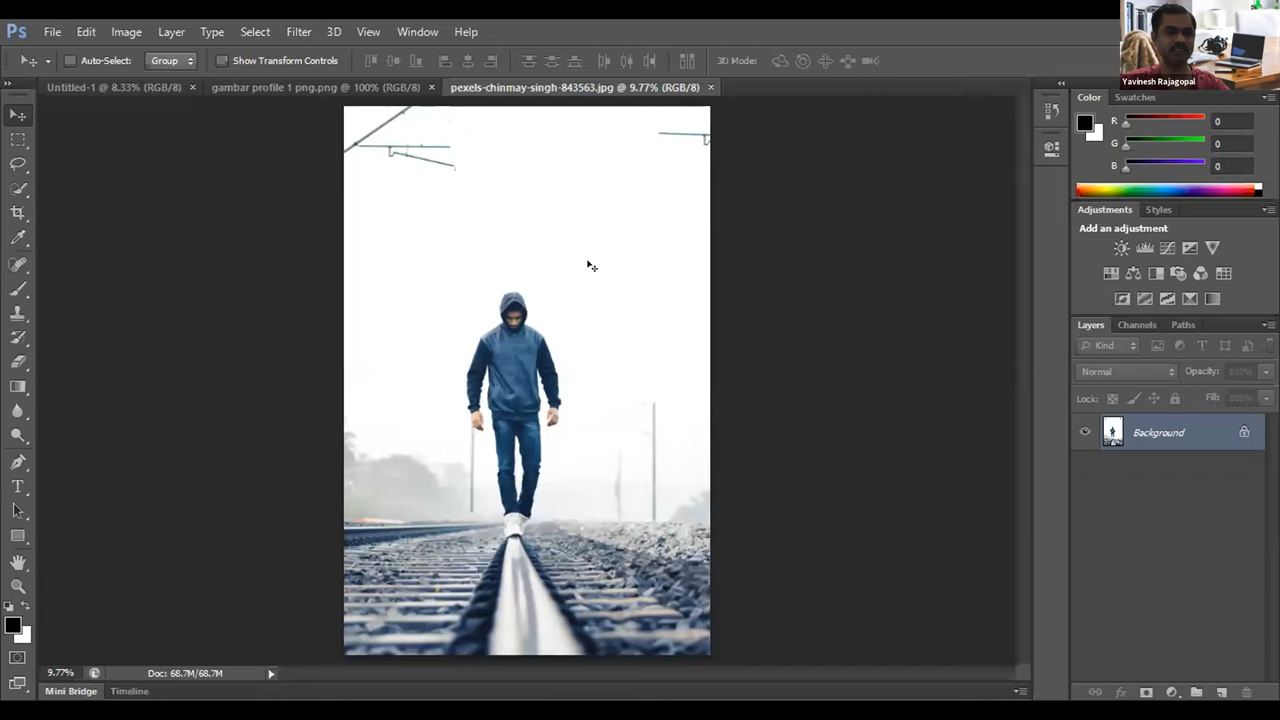 Ps File Edit Image Layer Type Select Filter 3D View Window Help
Auto-Select: Group Show Transform Controls 3D Mode:
Yavinesh Rajagopal
Untitled-1 @ 8.33% (RGB/8) × gambar profile 1 png.png @ 100% (RGB/8) × pexels-chinmay-singh-843563.jpg @ 9.77% (RGB/8) ×
Color Swatches
R 0
G 0
B 0
Adjustments Styles
Add an adjustment
Layers Channels Paths
Kind
Normal Opacity:
Lock: Fill:
Background
9.77% Doc: 68.7M/68.7M
Mini Bridge Timeline